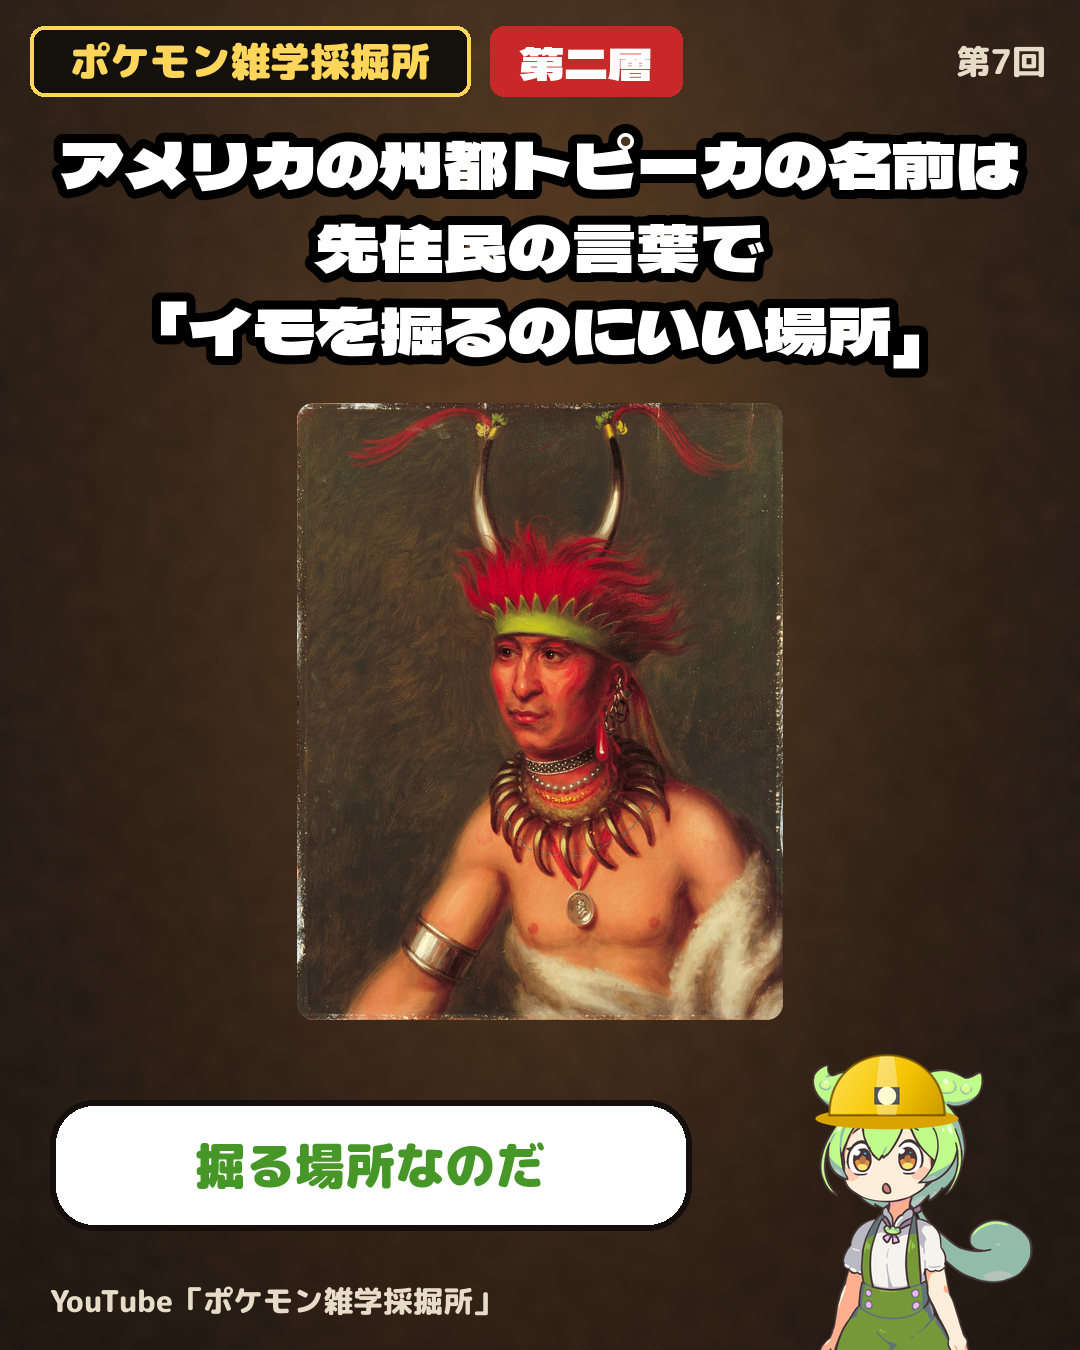 ポケモン雑学採掘所
第二層
第7回
アメリカの州都トピーカの名前は
先住民の言葉で
「イモを掘るのにいい場所」
掘る場所なのだ
YouTube「ポケモン雑学採掘所」